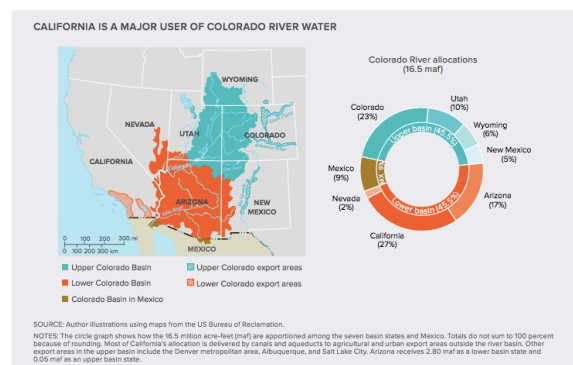 CALIFORNIA IS A MAJOR USER OF COLORADO RIVER WATER
WYOMING
NEVADA
UTAH
COLORADO
CALIFORNIA
ARIZONA
NEW
MEXICO
MEXICO
0 100 200 300 mi
0 100 200 300 km
Upper Colorado Basin
Lower Colorado Basin
Colorado Basin in Mexico
Upper Colorado export areas
Lower Colorado export areas
Colorado River allocations
(16.5 maf)
Colorado
(23%)
Utah
(10%)
Wyoming
(6%)
New Mexico
(5%)
Arizona
(17%)
California
(27%)
Nevada
(2%)
Mexico
(9%)
Upper basin (45.5%)
Lower basin (45.5%)
SOURCE: Author illustrations using maps from the US Bureau of Reclamation.
NOTES: The circle graph shows how the 16.5 million acre-feet (maf) are apportioned among the seven basin states and Mexico. Totals do not sum to 100 percent
because of rounding. Most of California's allocation is delivered by canals and aqueducts to agricultural and urban export areas outside the river basin. Other
export areas in the upper basin include the Denver metropolitan area, Albuquerque, and Salt Lake City. Arizona receives 2.80 maf as a lower basin state and
0.05 maf as an upper basin state.